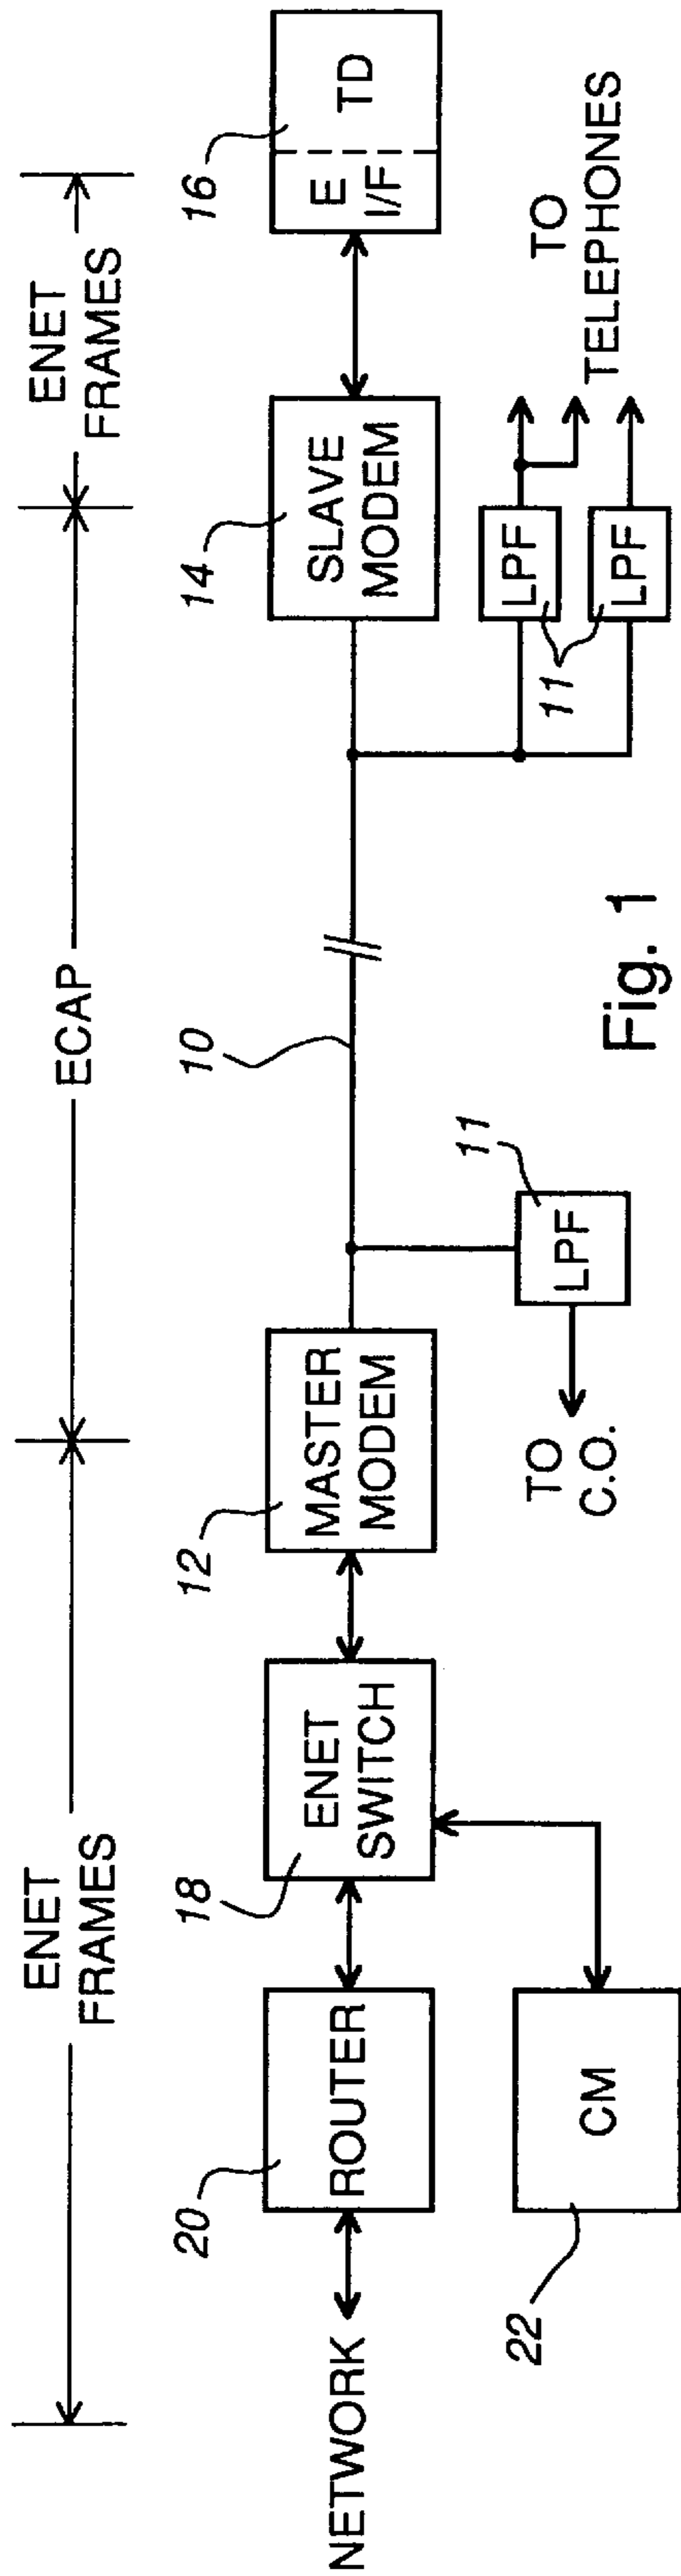 ENET
FRAMES
ECAP
ENET
FRAMES
20
18
12
10
14
16
NETWORK
ROUTER
ENET
SWITCH
MASTER
MODEM
SLAVE
MODEM
E
I/F
TD
22
CM
TO
C.O.
11
LPF
11
LPF
LPF
TO
TELEPHONES
Fig. 1